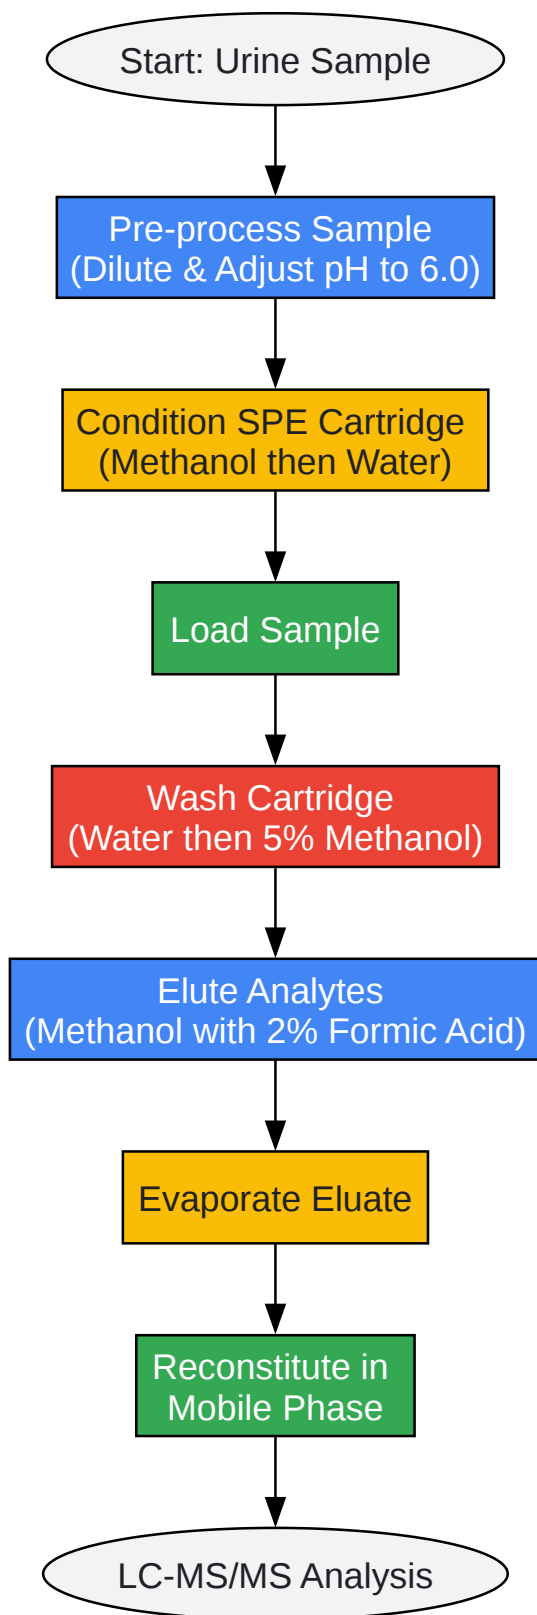 Start: Urine Sample
Pre-process Sample
(Dilute & Adjust pH to 6.0)
Condition SPE Cartridge
(Methanol then Water)
Load Sample
Wash Cartridge
(Water then 5% Methanol)
Elute Analytes
(Methanol with 2% Formic Acid)
Evaporate Eluate
Reconstitute in
Mobile Phase
LC-MS/MS Analysis